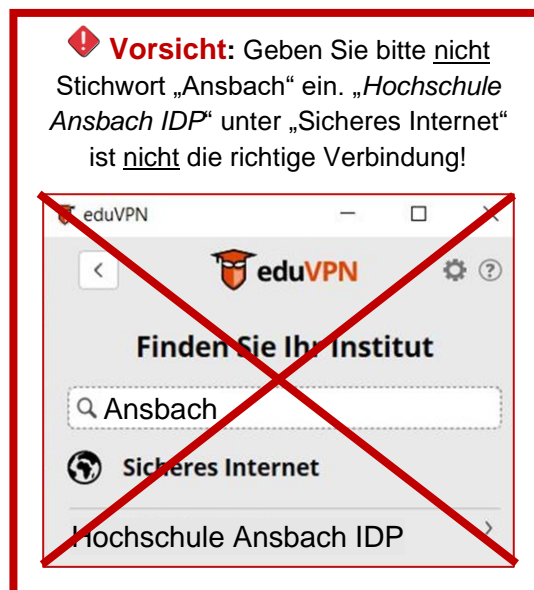 Vorsicht: Geben Sie bitte nicht
Stichwort „Ansbach“ ein. „Hochschule
Ansbach IDP“ unter „Sicheres Internet“
ist nicht die richtige Verbindung!
eduVPN
eduVPN
Finden Sie Ihr Institut
Ansbach
Sicheres Internet
Hochschule Ansbach IDP